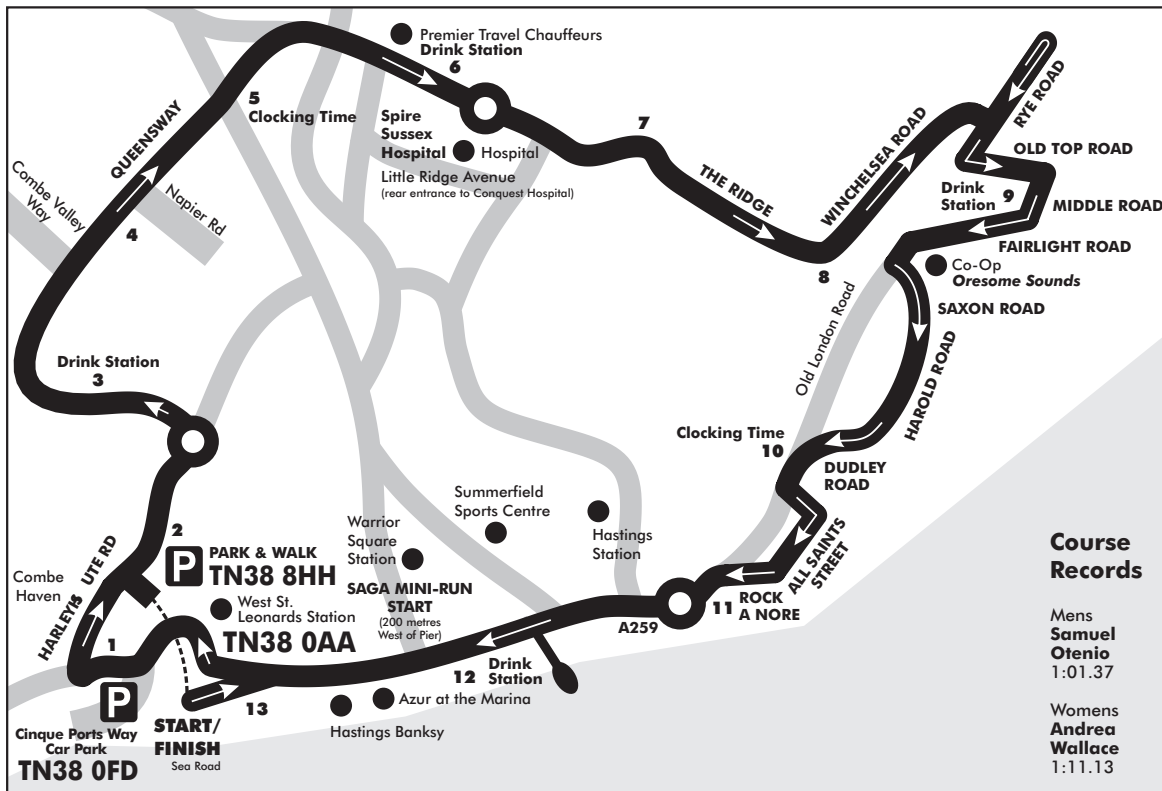 Premier Travel Chauffeurs
Drink Station
6
5
Clocking Time
QUEENSWAY
Spire
Sussex
Hospital
Hospital
Little Ridge Avenue
(rear entrance to Conquest Hospital)
7
THE RIDGE
WINCHELSEA ROAD
RYE ROAD
OLD TOP ROAD
Drink
Station
9
MIDDLE ROAD
FAIRLIGHT ROAD
Co-Op
Oresome Sounds
SAXON ROAD
8
Combe Valley
Way
4
Napier Rd
Old London Road
HAROLD ROAD
Drink Station
3
Clocking Time
10
DUDLEY
ROAD
ALL SAINTS
STREET
Summerfield
Sports Centre
Warrior
Square
Station
Hastings
Station
2
P
PARK & WALK
TN38 8HH
Combe
Haven
UTE RD
West St.
Leonards Station
TN38 0AA
SAGA MINI-RUN
START
(200 metres
West of Pier)
A259
11
ROCK
A NORE
1
12
Drink
Station
P
Cinque Ports Way
Car Park
TN38 0FD
START/
FINISH
Sea Road
13
Azur at the Marina
Hastings Banksy
Course
Records
Mens
Samuel
Otenio
1:01.37
Womens
Andrea
Wallace
1:11.13